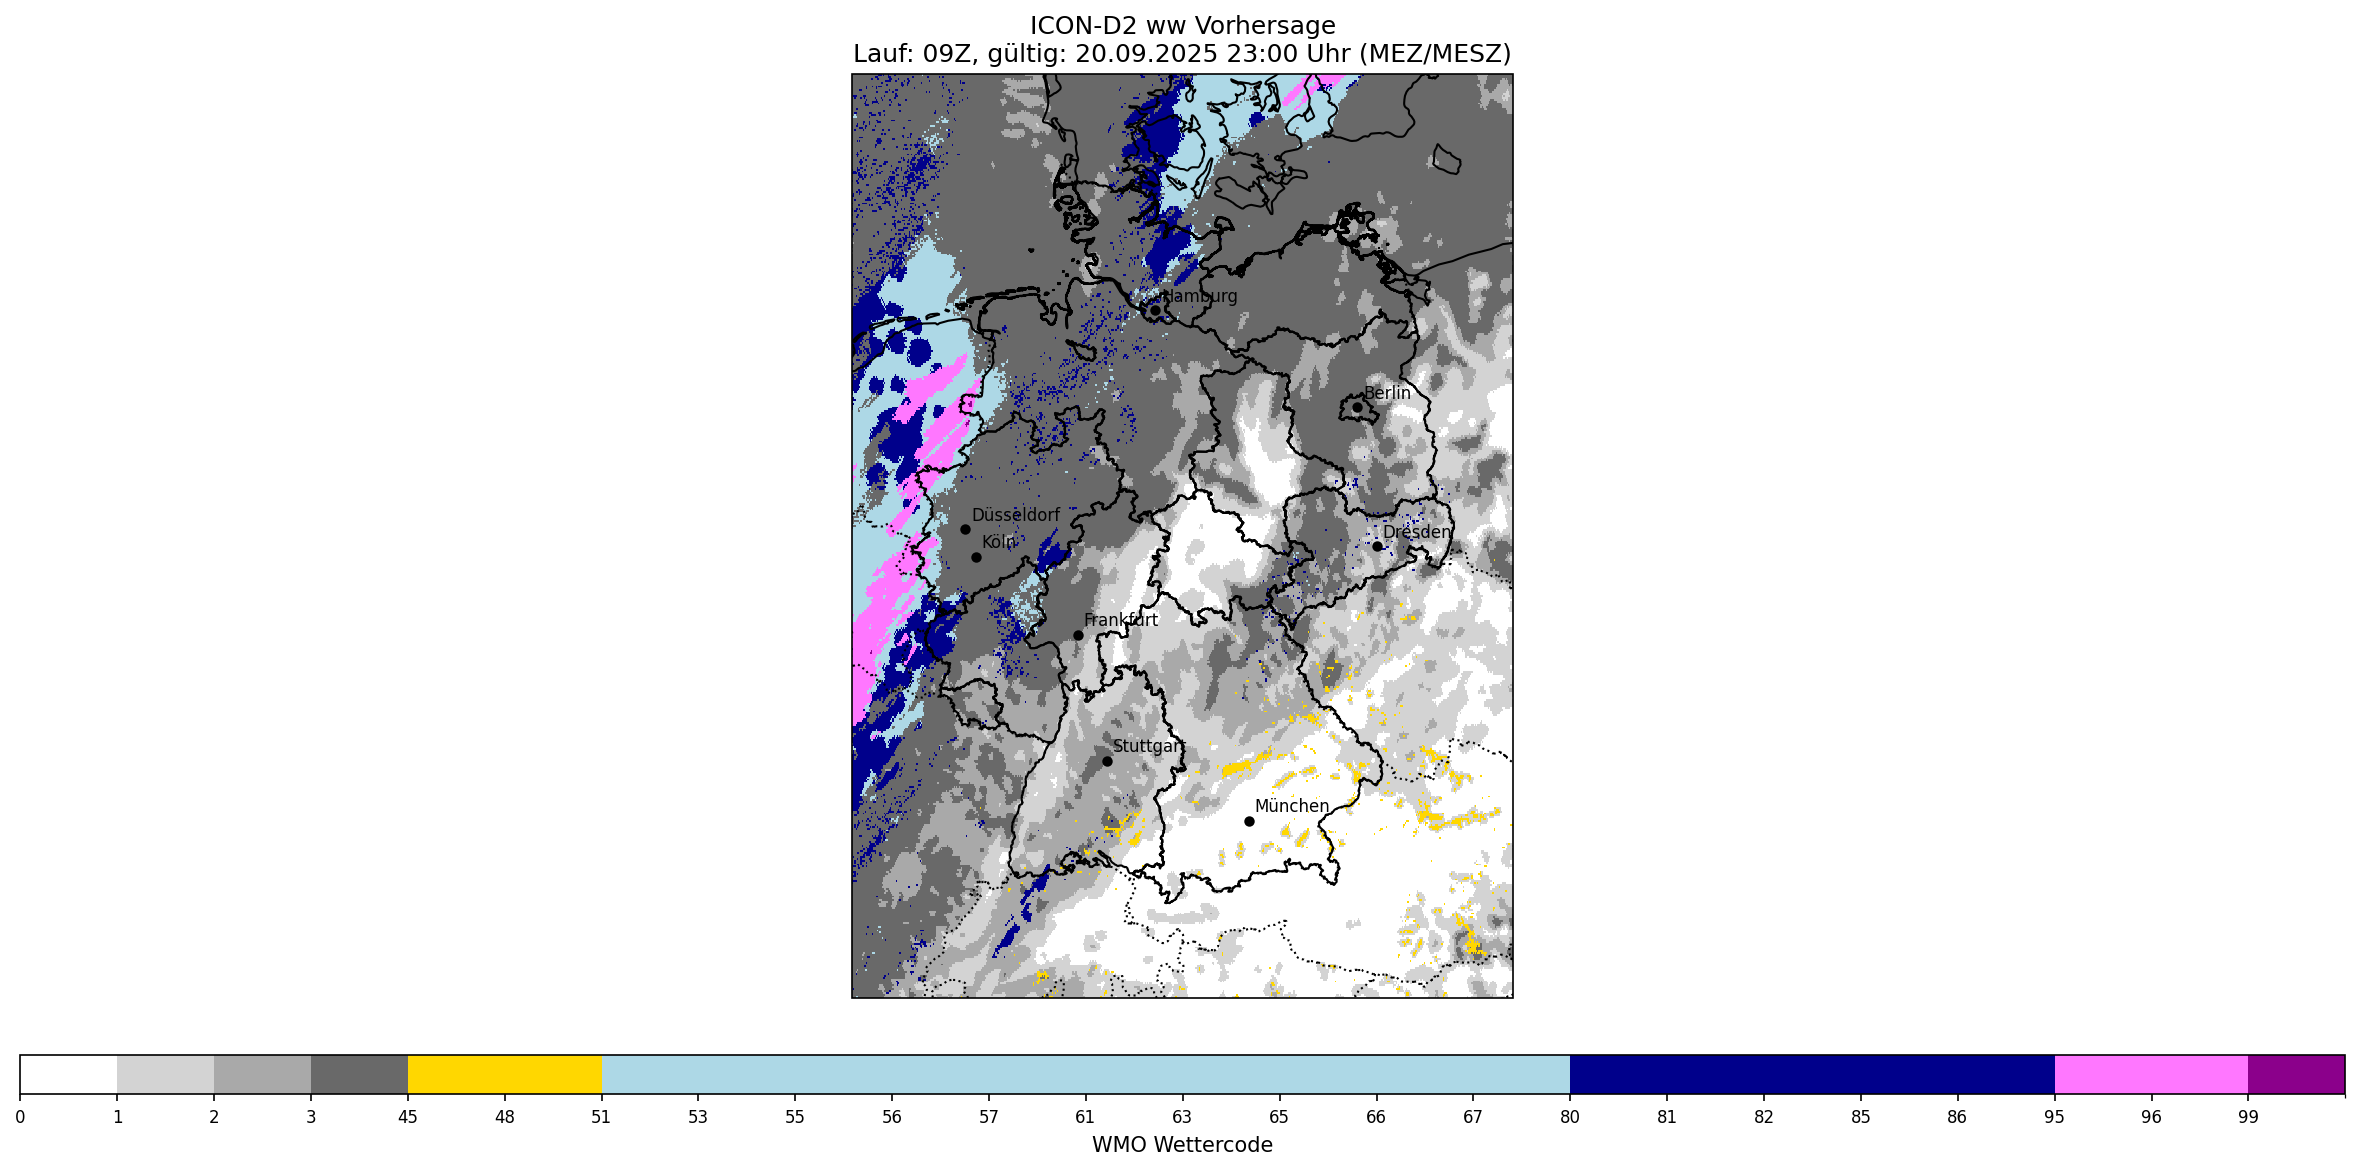 ICON-D2 ww Vorhersage
Lauf: 09Z, gültig: 20.09.2025 23:00 Uhr (MEZ/MESZ)
Hamburg
Berlin
Düsseldorf
Dresden
Köln
Frankfurt
Stuttgart
München
0 1 2 3 45 48 51 53 55 56 57 61 63 65 66 67 80 81 82 85 86 95 96 99
WMO Wettercode